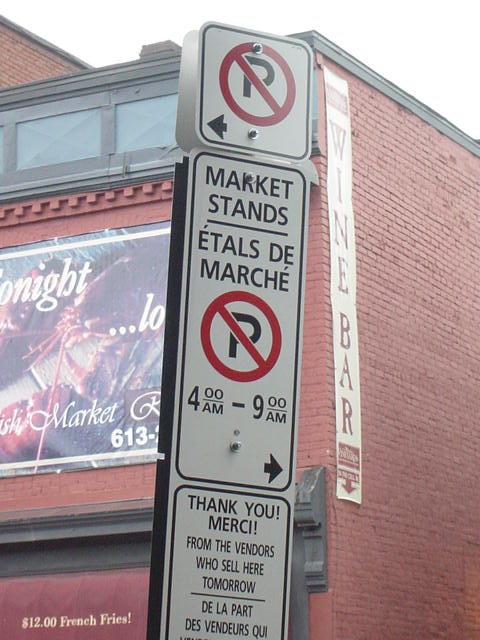 P
MARKET
STANDS
ÉTALS DE
MARCHÉ
P
4 00 AM – 9 00 AM
THANK YOU!
MERCI!
FROM THE VENDORS
WHO SELL HERE
TOMORROW
DE LA PART
DES VENDEURS QUI
WINE BAR
onight
...lo
ish Market R
613-
$12.00 French Fries!